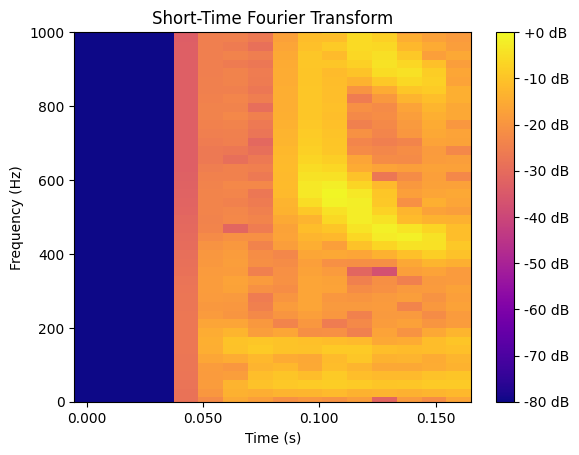 Short-Time Fourier Transform
1000
800
600
400
200
0
Frequency (Hz)
0.000
0.050
0.100
0.150
Time (s)
+0 dB
-10 dB
-20 dB
-30 dB
-40 dB
-50 dB
-60 dB
-70 dB
-80 dB